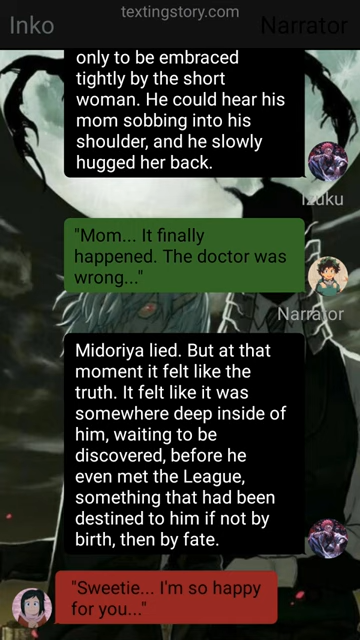 textingstory.com
Inko
Narrator
only to be embraced
tightly by the short
woman. He could hear his
mom sobbing into his
shoulder, and he slowly
hugged her back.
Izuku
"Mom... It finally
happened. The doctor was
wrong..."
Narrator
Midoriya lied. But at that
moment it felt like the
truth. It felt like it was
somewhere deep inside of
him, waiting to be
discovered, before he
even met the League,
something that had been
destined to him if not by
birth, then by fate.
"Sweetie... I'm so happy
for you..."